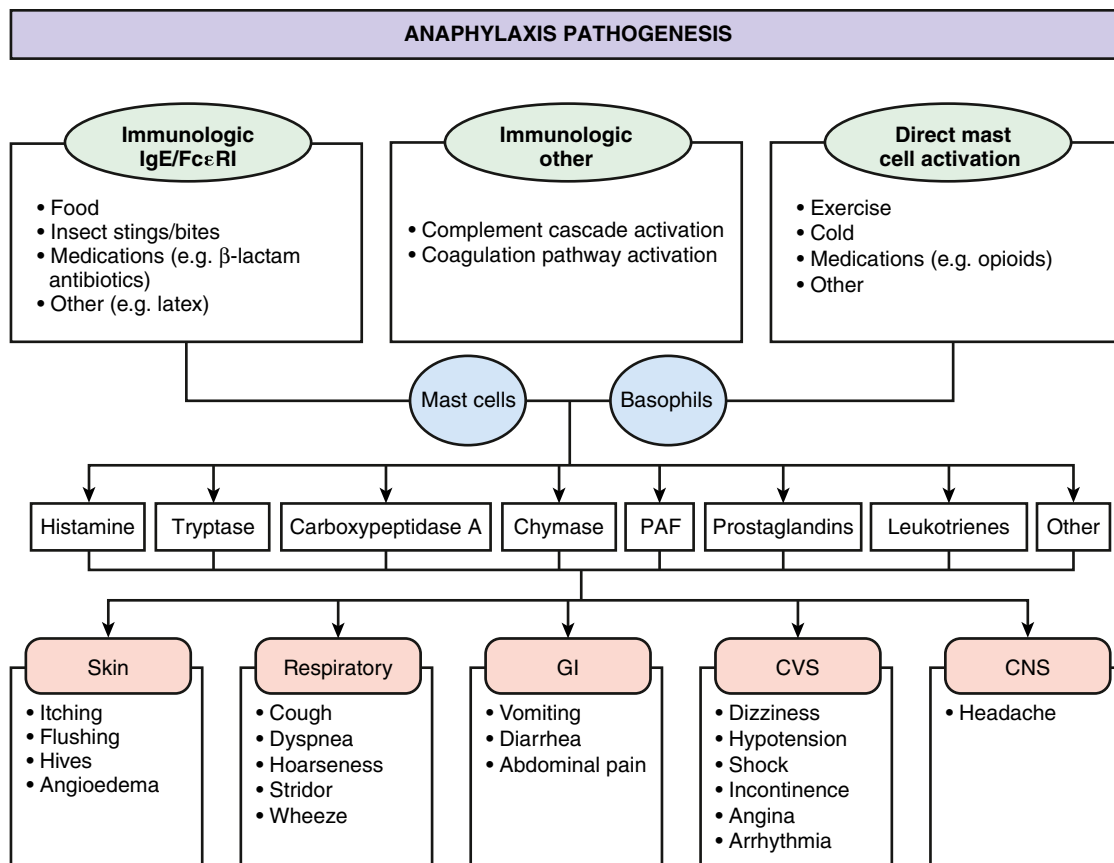 ANAPHYLAXIS PATHOGENESIS
Immunologic
IgE/FcεRI
• Food
• Insect stings/bites
• Medications (e.g. β-lactam
antibiotics)
• Other (e.g. latex)
Immunologic
other
• Complement cascade activation
• Coagulation pathway activation
Direct mast
cell activation
• Exercise
• Cold
• Medications (e.g. opioids)
• Other
Mast cells
Basophils
Histamine
Tryptase
Carboxypeptidase A
Chymase
PAF
Prostaglandins
Leukotrienes
Other
Skin
• Itching
• Flushing
• Hives
• Angioedema
Respiratory
• Cough
• Dyspnea
• Hoarseness
• Stridor
• Wheeze
GI
• Vomiting
• Diarrhea
• Abdominal pain
CVS
• Dizziness
• Hypotension
• Shock
• Incontinence
• Angina
• Arrhythmia
CNS
• Headache